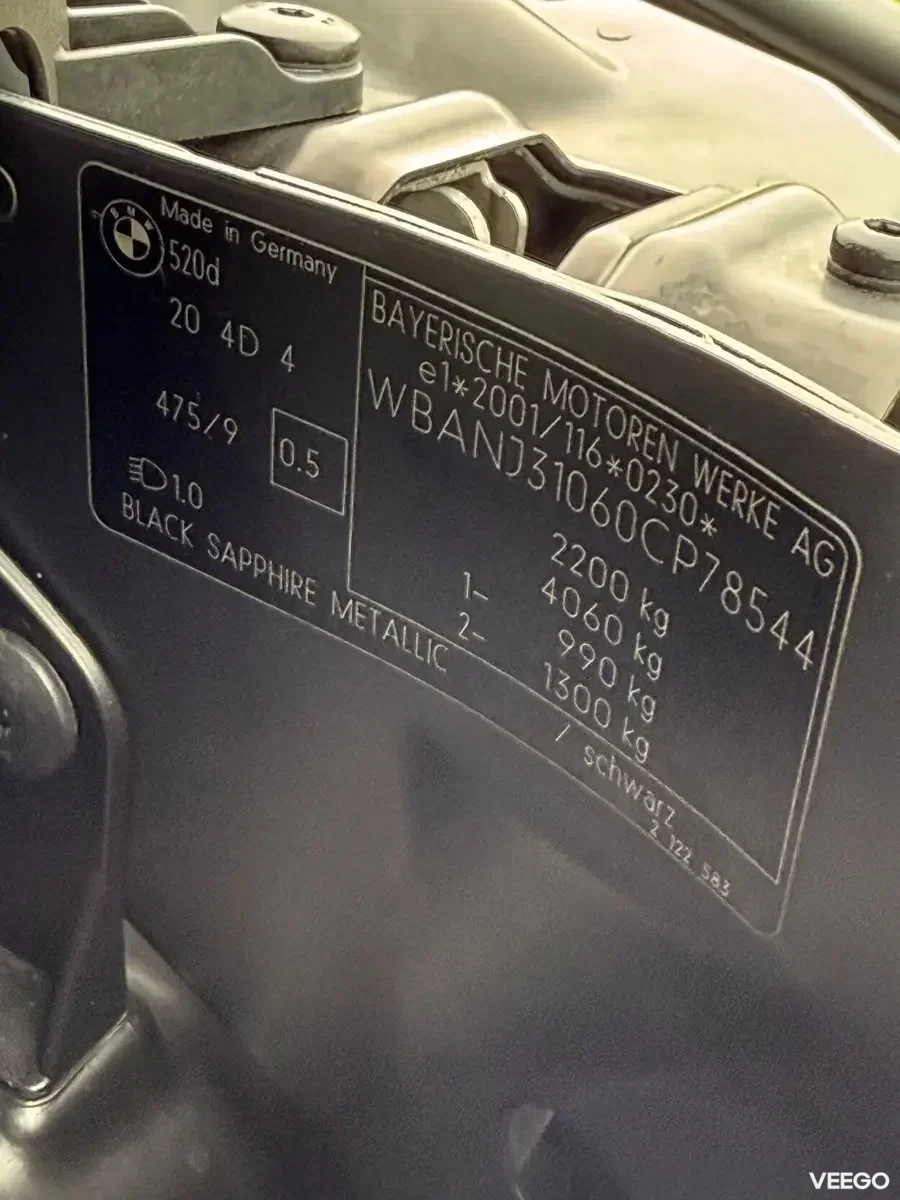 BMW
Made in Germany
520d
20 4D 4
475/9
0.5
1.0
BLACK SAPPHIRE METALLIC
BAYERISCHE MOTOREN WERKE AG
e1*2001/116*0230*
WBANJ31060CP78544
2200 kg
4060 kg
1- 990 kg
2- 1300 kg
/ schwarz
2 122 583
VEEGO